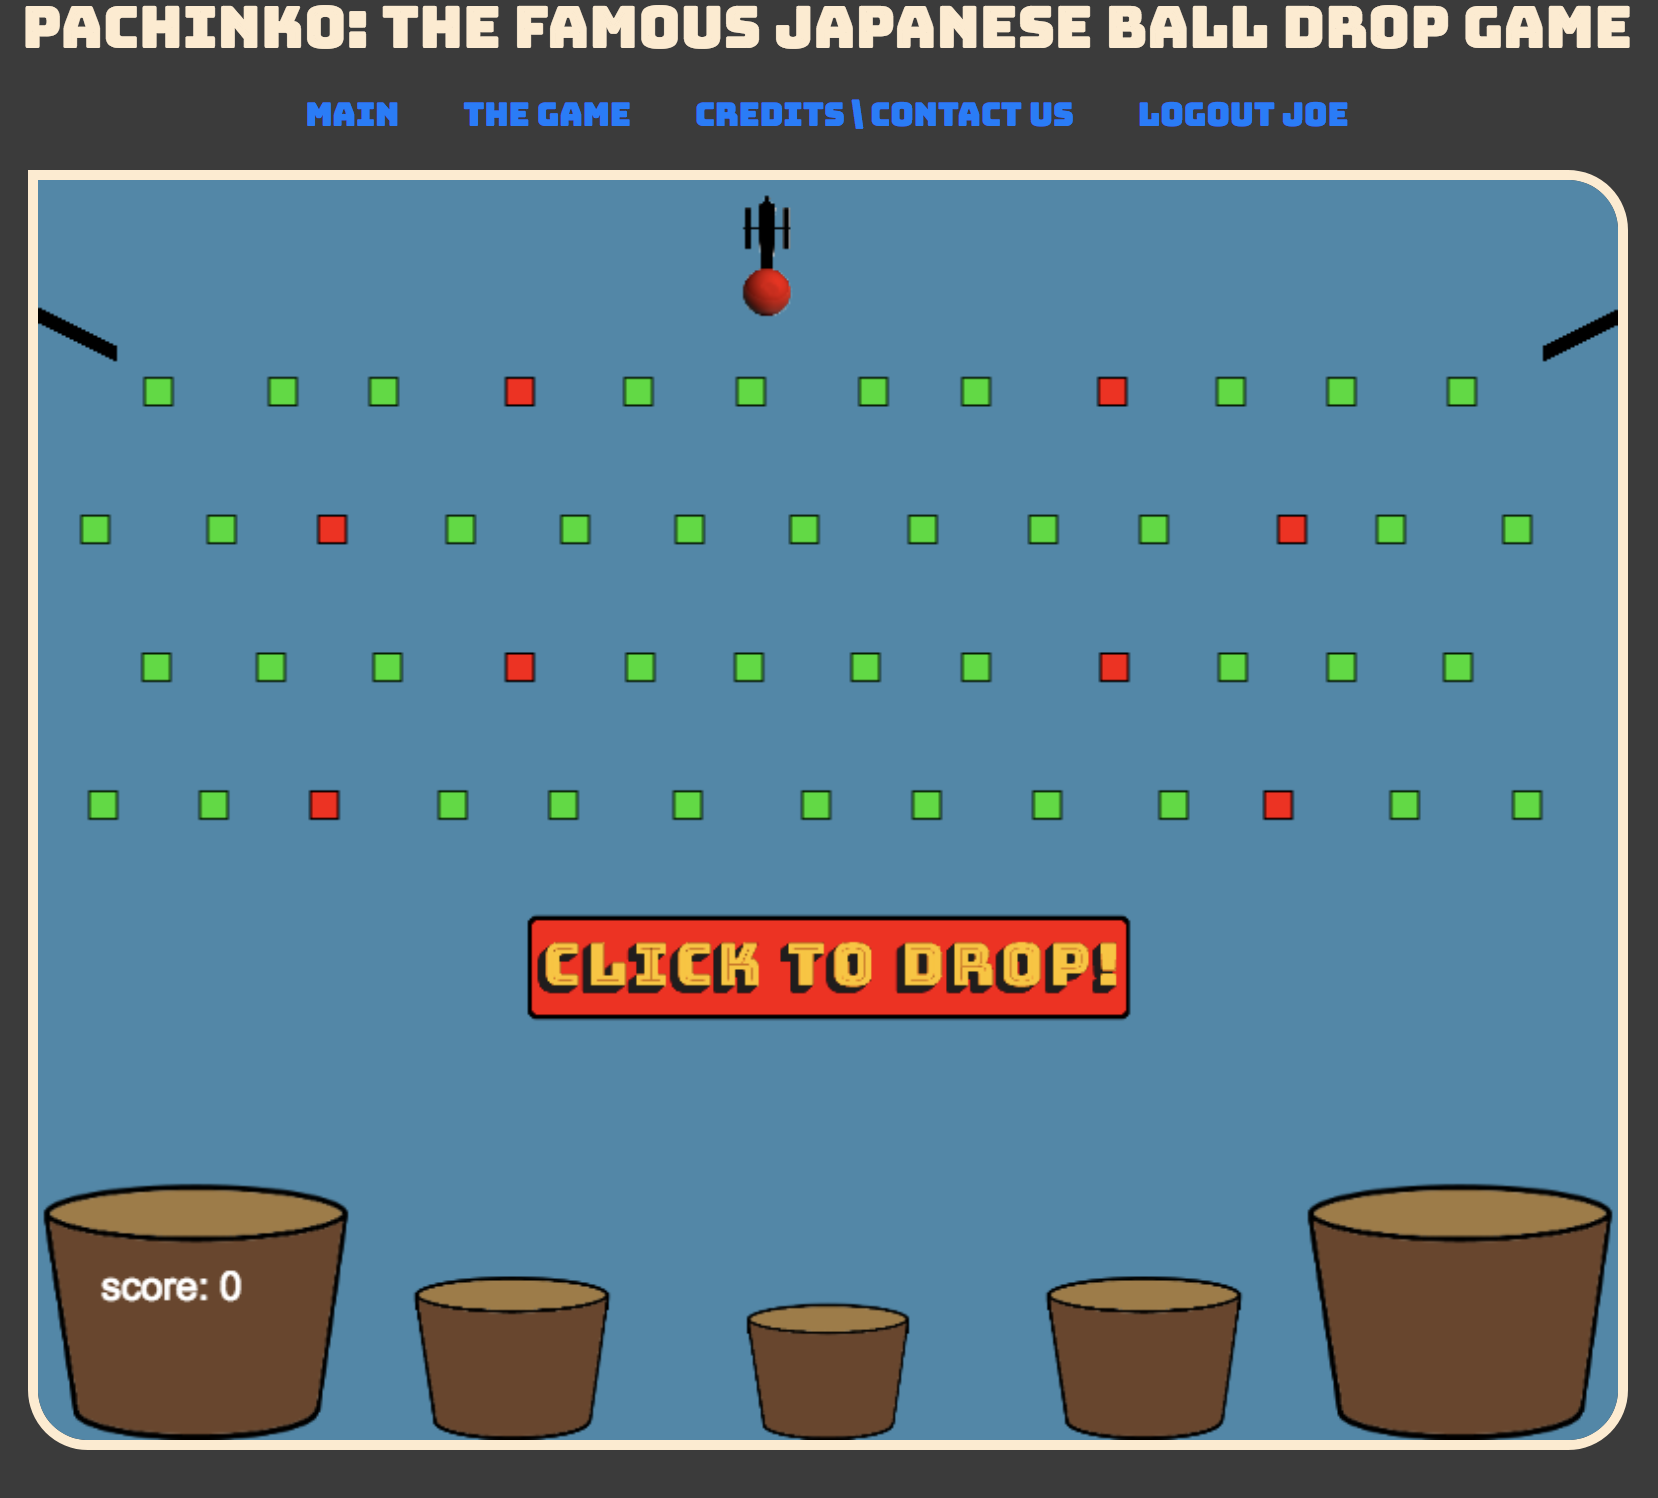 PACHINKO: THE FAMOUS JAPANESE BALL DROP GAME
MAIN THE GAME CREDITS \ CONTACT US LOGOUT JOE
CLICK TO DROP!
score: 0